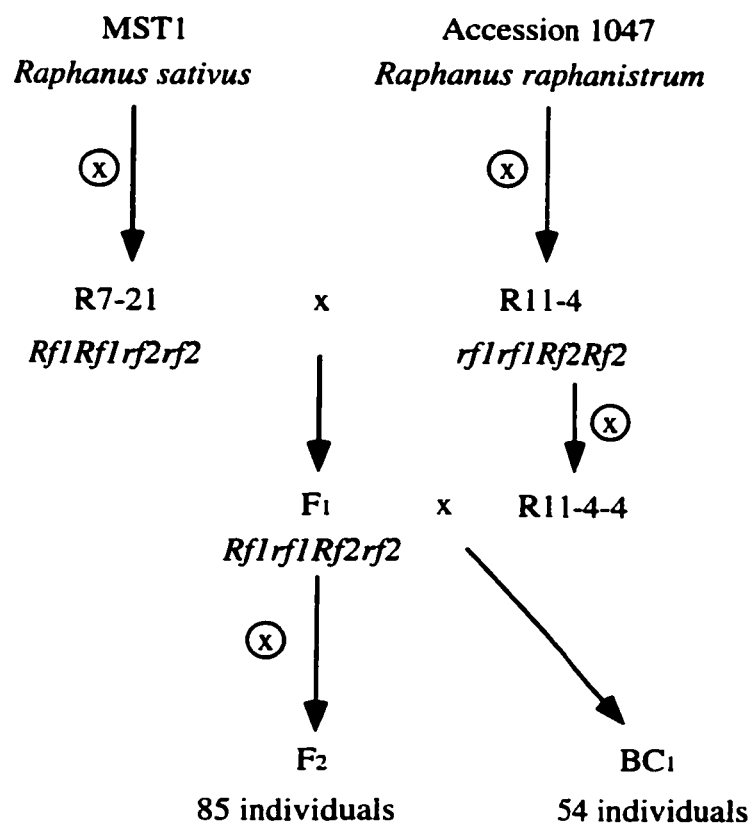 MST1 Accession 1047
Raphanus sativus Raphanus raphanistrum
x x
R7-21 x R11-4
Rf1Rf1rf2rf2 rf1rf1Rf2Rf2
x
F1 x R11-4-4
Rf1rf1Rf2rf2
x
F2 BC1
85 individuals 54 individuals